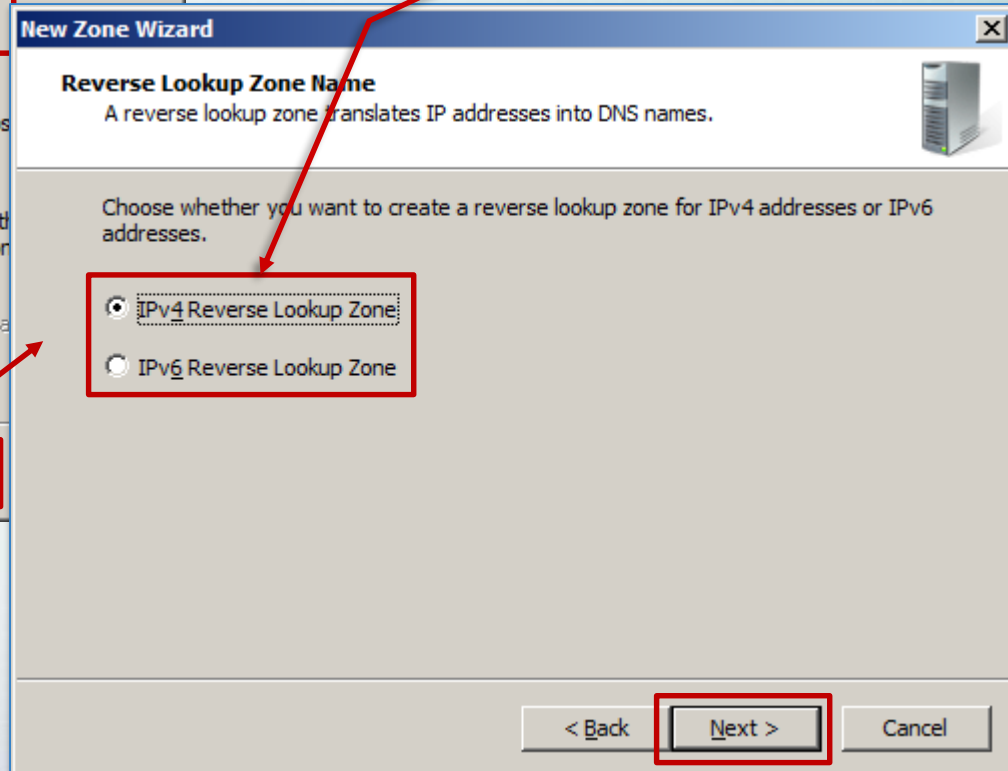 New Zone Wizard
Reverse Lookup Zone Name
A reverse lookup zone translates IP addresses into DNS names.
Choose whether you want to create a reverse lookup zone for IPv4 addresses or IPv6
addresses.
IPv4 Reverse Lookup Zone
IPv6 Reverse Lookup Zone
< Back
Next >
Cancel